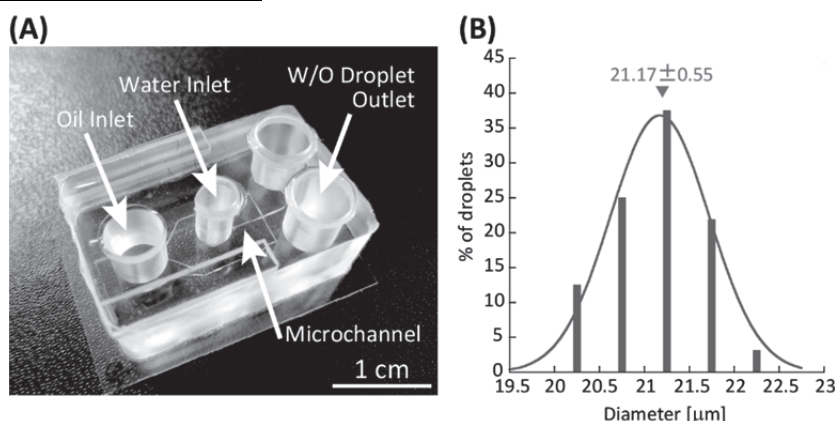 (A)
Water Inlet
W/O Droplet
Outlet
Oil Inlet
Microchannel
1 cm
(B)
45
21.17±0.55
40
35
30
25
20
15
10
5
0
% of droplets
19.5 20 20.5 21 21.5 22 22.5 23
Diameter [μm]